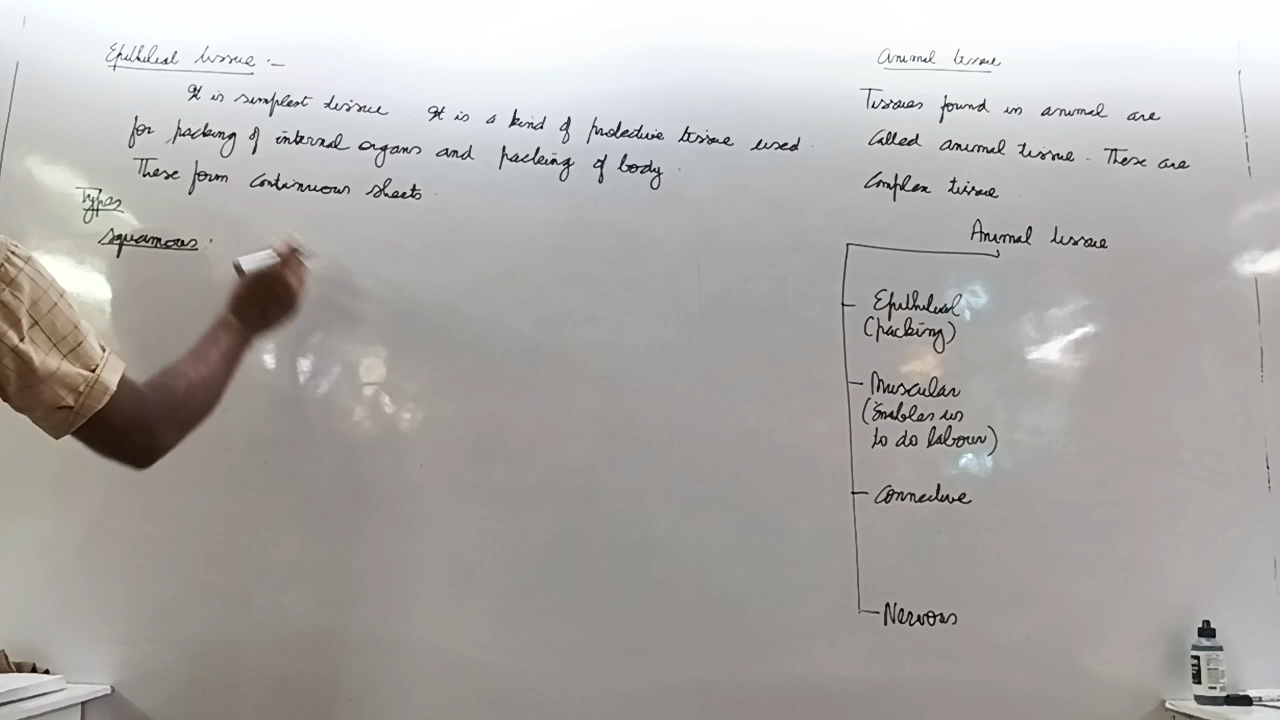 Epithelial tissue :-
It is simplest tissue. It is a kind of protective tissue used
for packing of internal organs and packing of body.
These form continuous sheets.
Types
Squamous:
Animal tissue
Tissues found in animal are
called animal tissue. These are
complex tissue
Animal tissue
Epithelial
(packing)
Muscular
(Enables us
to do labour)
Connective
Nervous